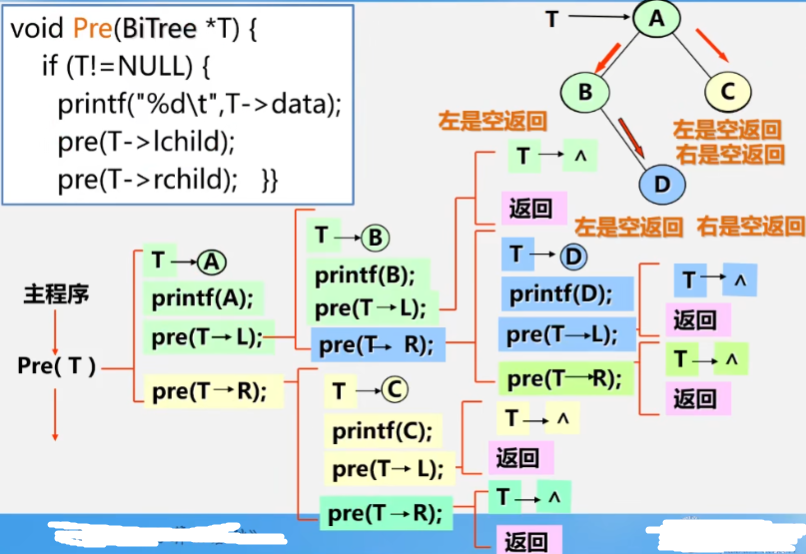 void Pre(BiTree *T) {
if (T!=NULL) {
printf("%d\t",T->data);
pre(T->lchild);
pre(T->rchild); }}
T
A
B
C
D
左是空返回
左是空返回
右是空返回
T ∧
返回
左是空返回 右是空返回
主程序
Pre( T )
T A
printf(A);
pre(T→L);
pre(T→R);
T B
printf(B);
pre(T→L);
pre(T→ R);
T D
printf(D);
pre(T→L);
pre(T→R);
T ∧
返回
T ∧
返回
T C
printf(C);
pre(T→ L);
pre(T→R);
T ∧
返回
T ∧
返回